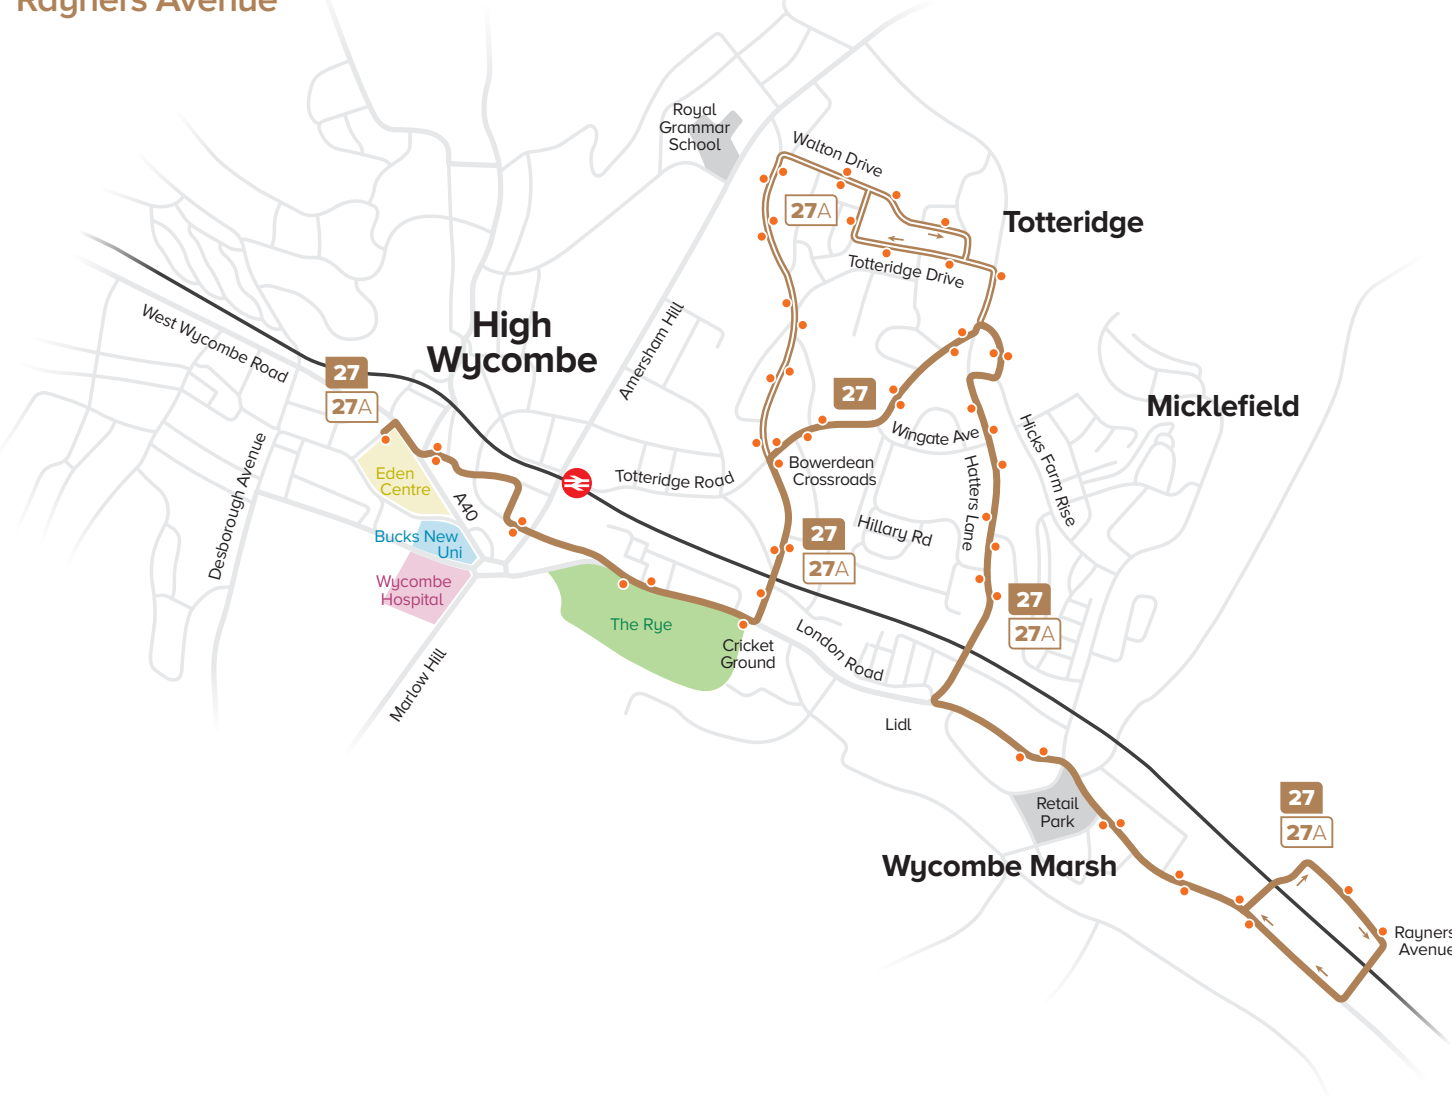 Rayners Avenue
Royal
Grammar
School
Walton Drive
27A
Totteridge
Totteridge Drive
West Wycombe Road
High
Wycombe
Amersham Hill
27
27A
27
Micklefield
Wingate Ave
Hicks Farm Rise
Bowerdean
Crossroads
Totteridge Road
Hatters Lane
Eden
Centre
A40
Desborough Avenue
Hillary Rd
27
27A
Bucks New
Uni
Wycombe
Hospital
27
27A
The Rye
Cricket
Ground
London Road
Marlow Hill
Lidl
Retail
Park
27
27A
Wycombe Marsh
Rayners
Avenue